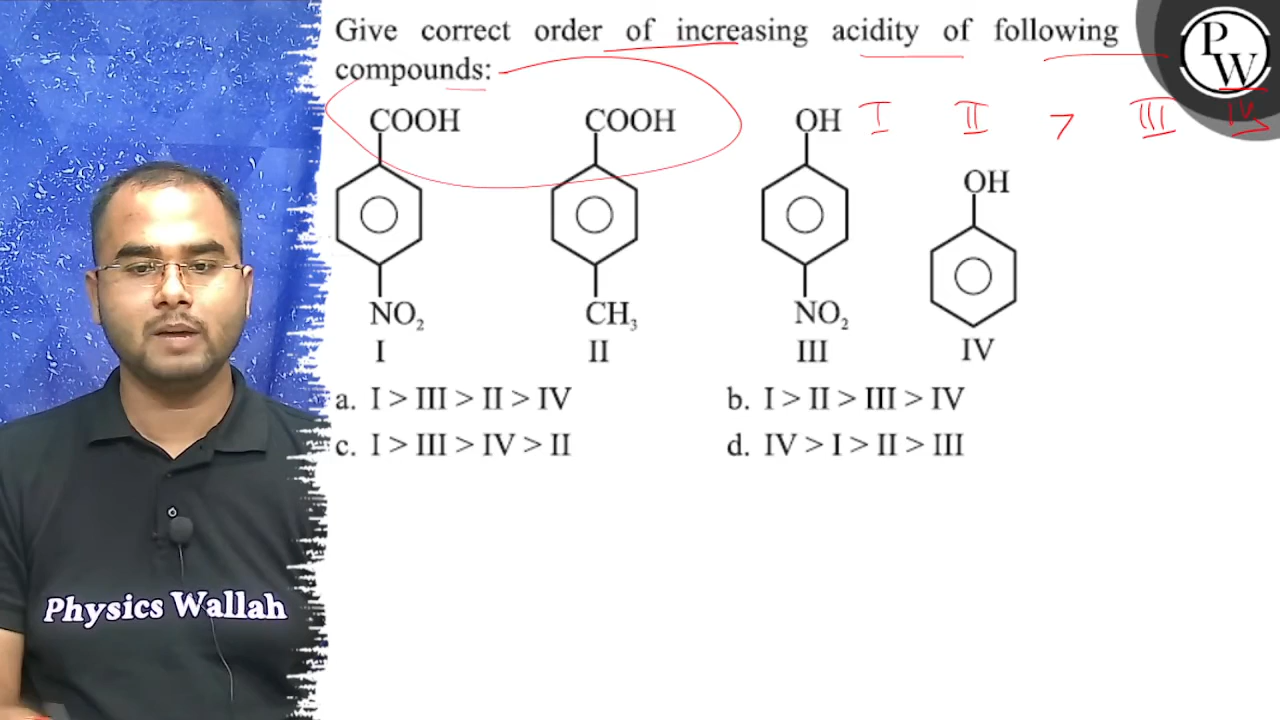 Give correct order of increasing acidity of following
compounds:
COOH COOH OH I II > III IV
OH
NO₂ CH₃ NO₂
I II III IV
a. I > III > II > IV b. I > II > III > IV
c. I > III > IV > II d. IV > I > II > III
PW
Physics Wallah